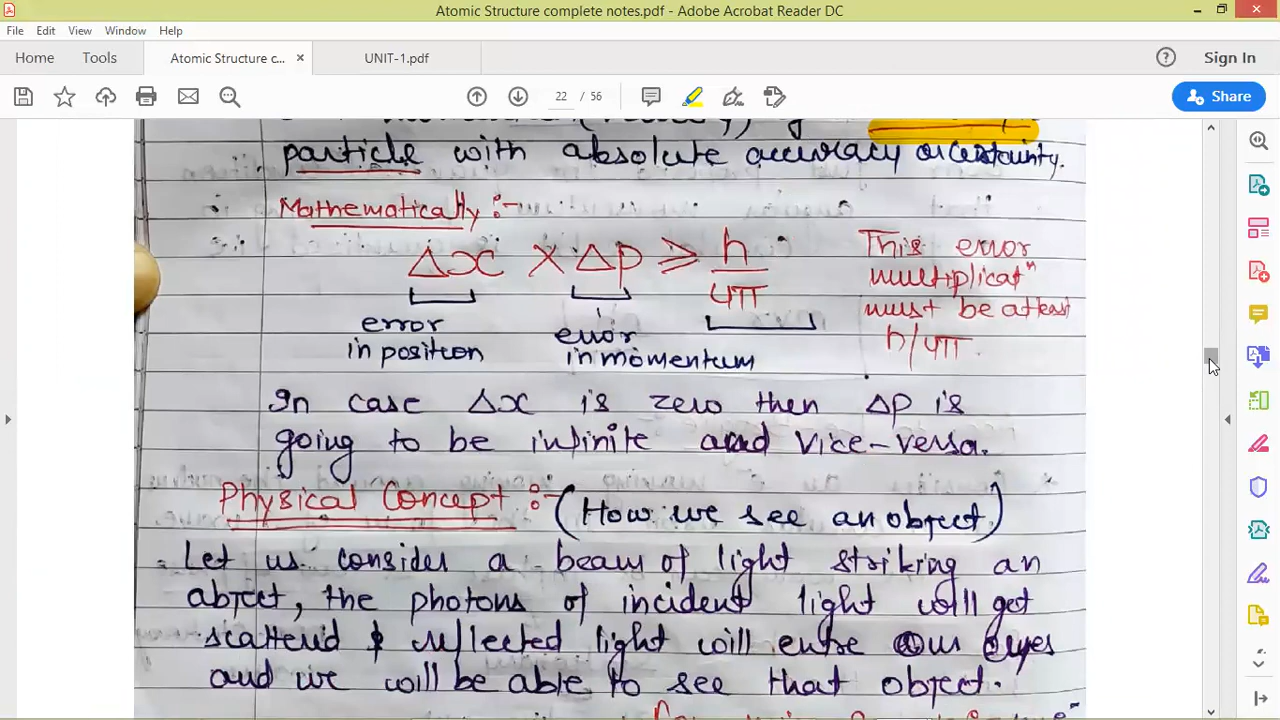 Atomic Structure complete notes.pdf - Adobe Acrobat Reader DC
File Edit View Window Help
Home Tools Atomic Structure c... × UNIT-1.pdf Sign In
22 / 56 Share
particle with absolute accuracy or certainty.
Mathematically :-
Δx X Δp ≥ h/4π
This error
multiplicatⁿ
must be atleast
h/4π
error
in position
error
in momentum
In case Δx is zero then Δp is
going to be infinite and Vice-versa.
Physical Concept :- (How we see an object)
Let us consider a beam of light striking an
object, the photons of incident light will get
scatterd & reflected light will entre our eyes
and we will be able to see that object.